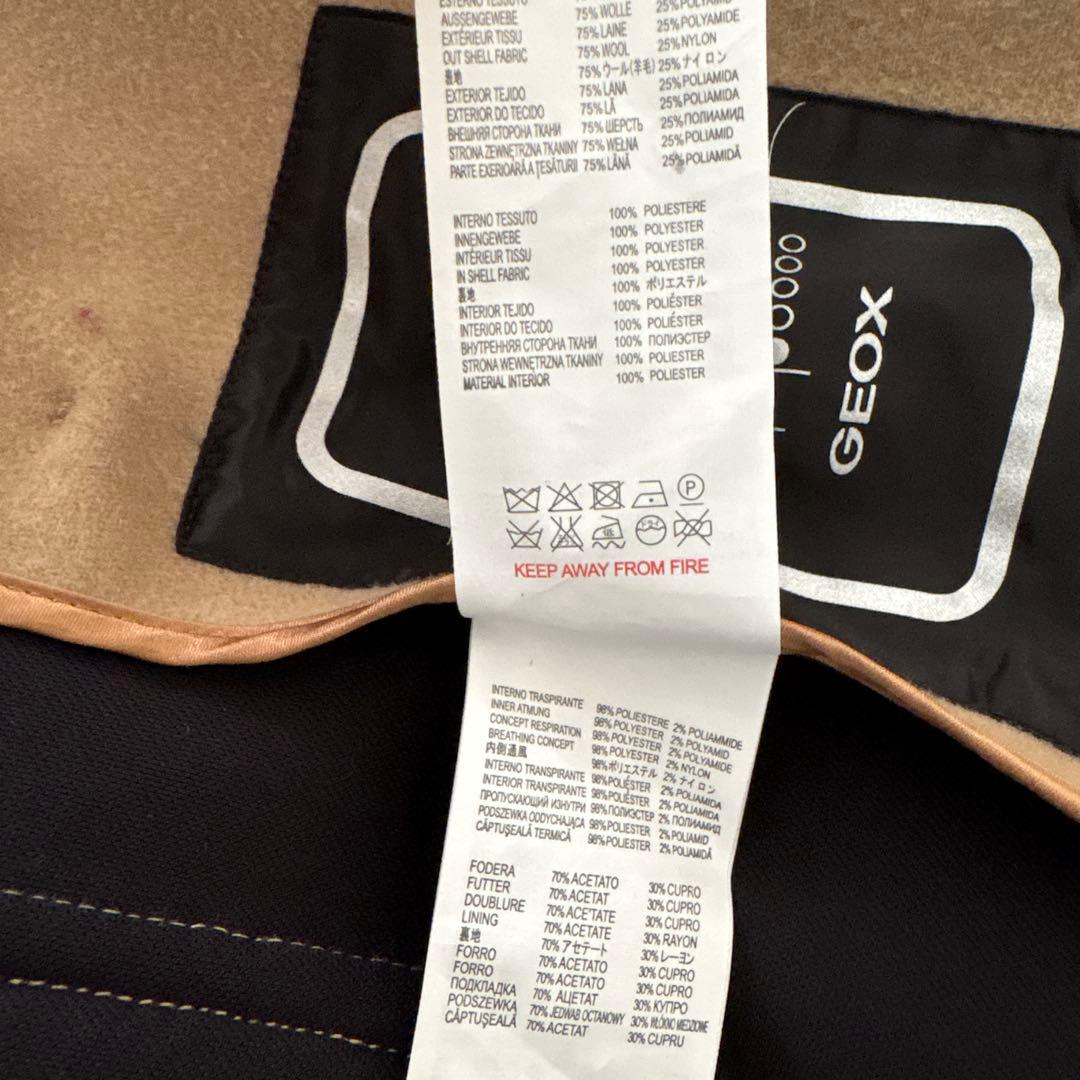 ESTERNO TESSUTO
AUSSENGEWEBE 75% WOLLE 25% POLYAMID
EXTÉRIEUR TISSU 75% LAINE 25% POLYAMIDE
OUT SHELL FABRIC 75% WOOL 25% NYLON
裏地 75% ウール(羊毛) 25% ナイロン
EXTERIOR TEJIDO 75% LANA 25% POLIAMIDA
EXTERIOR DO TECIDO 75% LÃ 25% POLIAMIDA
ВНЕШНЯЯ СТОРОНА ТКАНИ 75% ШЕРСТЬ 25% ПОЛИАМИД
STRONA ZEWNĘTRZNA TKANINY 75% WEŁNA 25% POLIAMID
PARTE EXERIOARĂ A ȚESĂTURII 75% LÂNĂ 25% POLIAMIDĂ
INTERNO TESSUTO 100% POLIESTERE
INNENGEWEBE 100% POLYESTER
INTÉRIEUR TISSU 100% POLYESTER
IN SHELL FABRIC 100% POLYESTER
裏地 100% ポリエステル
INTERIOR TEJIDO 100% POLIÉSTER
INTERIOR DO TECIDO 100% POLIÉSTER
ВНУТРЕННЯЯ СТОРОНА ТКАНИ 100% ПОЛИЭСТЕР
STRONA WEWNĘTRZNA TKANINY 100% POLIESTER
MATERIAL INTERIOR 100% POLIESTER
P
低 ドライ
KEEP AWAY FROM FIRE
GEOX
INTERNO TRASPIRANTE 98% POLIESTERE 2% POLIAMMIDE
INNER ATMUNG 98% POLYESTER 2% POLYAMID
CONCEPT RESPIRATION 98% POLYESTER 2% POLYAMIDE
BREATHING CONCEPT 98% POLYESTER 2% NYLON
内側通風 98% ポリエステル 2% ナイロン
INTERNO TRANSPIRANTE 98% POLIÉSTER 2% POLIAMIDA
INTERIOR TRANSPIRANTE 98% POLIÉSTER 2% POLIAMIDA
ПРОПУСКАЮЩИЙ ИЗНУТРИ 98% ПОЛИЭСТЕР 2% ПОЛИАМИД
PODSZEWKA ODDYCHAJĄCA 98% POLIESTER 2% POLIAMID
CĂPTUȘEALĂ TERMICĂ 98% POLIESTER 2% POLIAMIDĂ
FODERA 70% ACETATO 30% CUPRO
FUTTER 70% ACETAT 30% CUPRO
DOUBLURE 70% ACE'TATE 30% CUPRO
LINING 70% ACETATE 30% RAYON
裏地 70% アセテート 30% レーヨン
FORRO 70% ACETATO 30% CUPRO
FORRO 70% ACETATO 30% CUPRO
ПОДКЛАДКА 70% АЦЕТАТ 30% КУПРО
PODSZEWKA 70% JEDWAB OCTANOWY 30% WŁÓKNO MIEDZIOWE
CĂPTUȘEALĂ 70% ACETAT 30% CUPRU